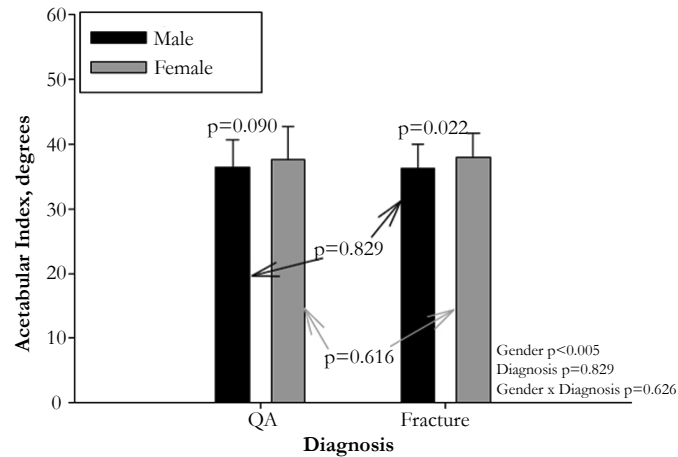 60
50
40
30
20
10
0
Acetabular Index, degrees
Male
Female
p=0.090
p=0.022
p=0.829
p=0.616
Gender p<0.005
Diagnosis p=0.829
Gender x Diagnosis p=0.626
QA
Fracture
Diagnosis